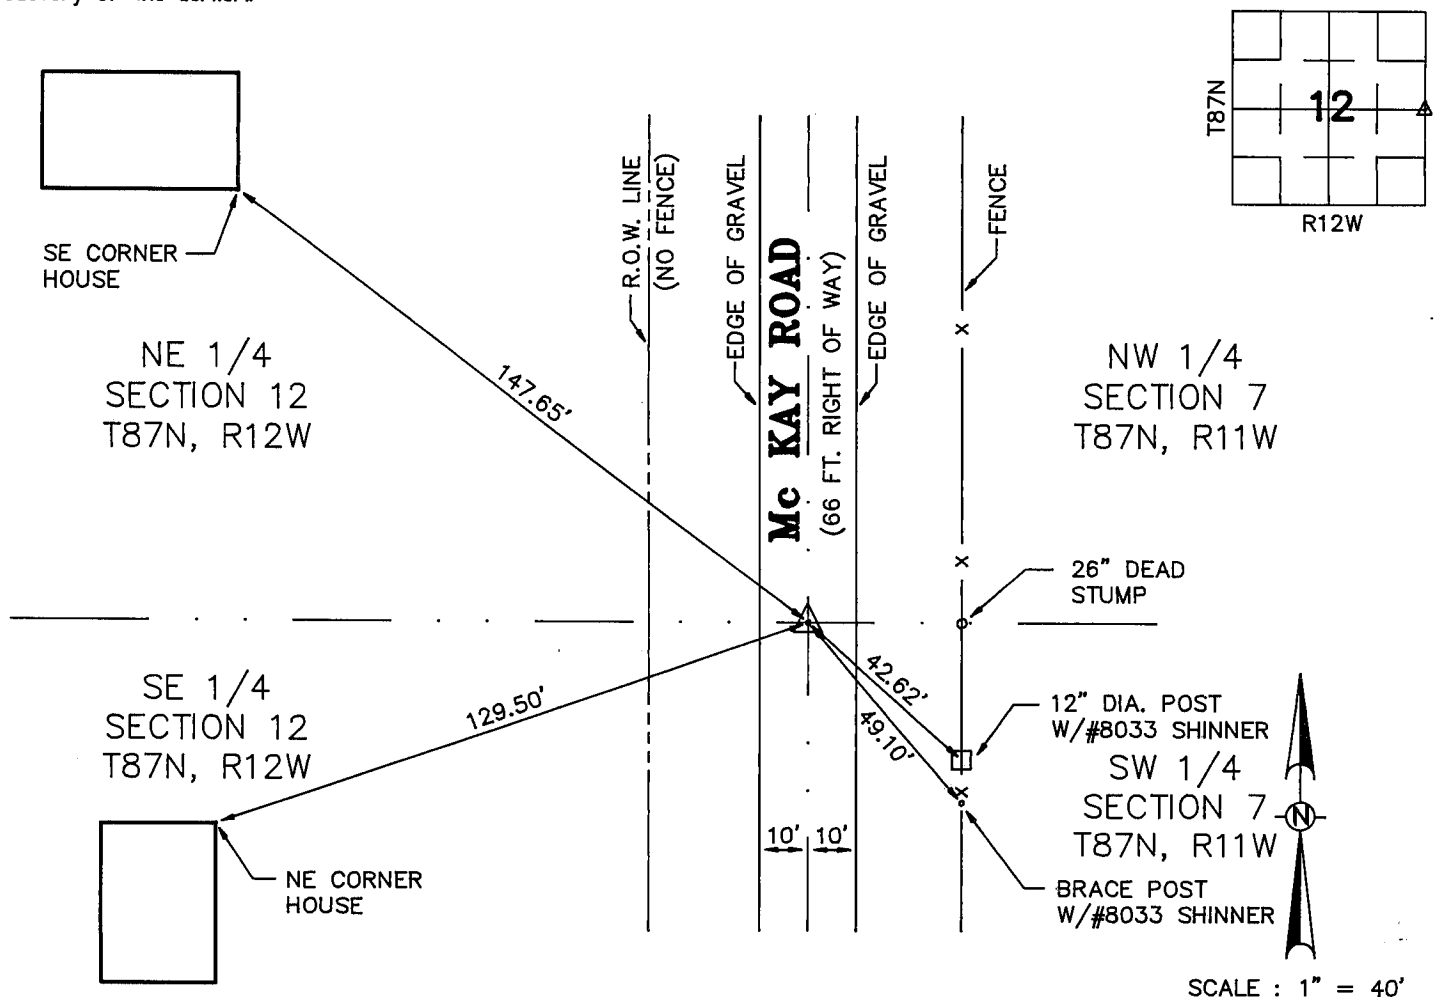 T87N
12
R12W
SE CORNER
HOUSE
R.O.W. LINE
(NO FENCE)
EDGE OF GRAVEL
Mc KAY ROAD
(66 FT. RIGHT OF WAY)
EDGE OF GRAVEL
FENCE
NE 1/4
SECTION 12
T87N, R12W
147.65'
NW 1/4
SECTION 7
T87N, R11W
26" DEAD
STUMP
SE 1/4
SECTION 12
T87N, R12W
129.50'
42.62'
49.10'
12" DIA. POST
W/#8033 SHINNER
SW 1/4
SECTION 7
T87N, R11W
N
10' 10'
NE CORNER
HOUSE
BRACE POST
W/#8033 SHINNER
SCALE : 1" = 40'